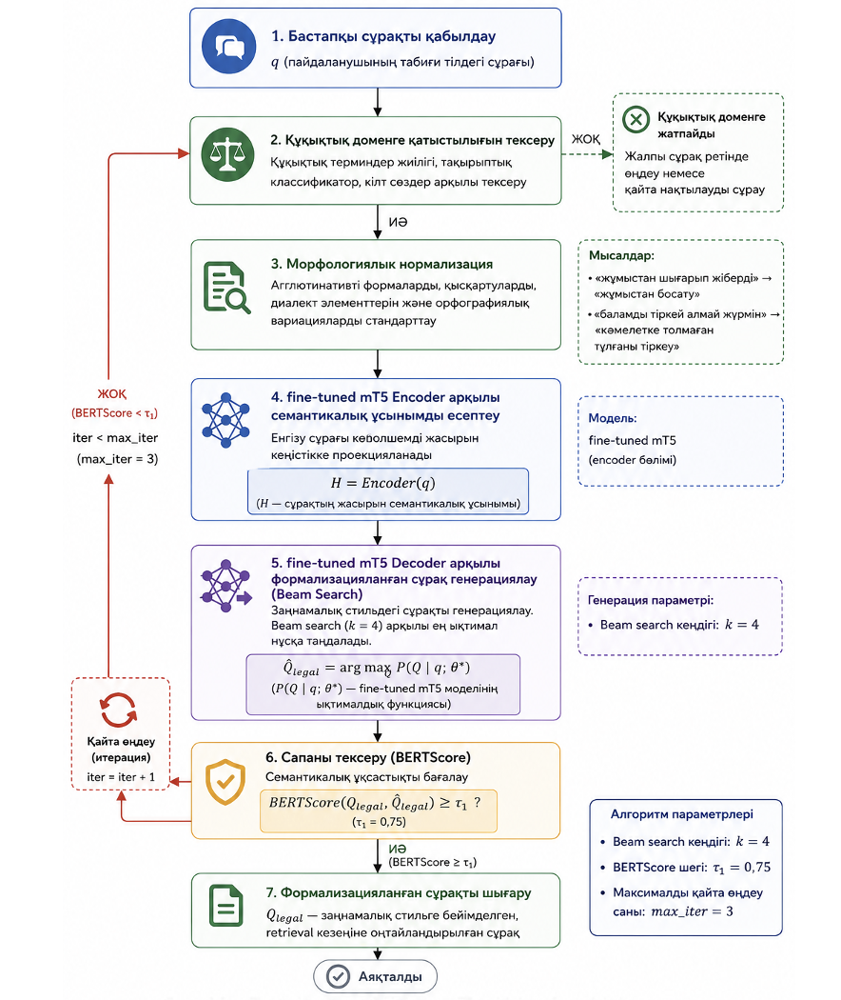 1. Бастапқы сұрақты қабылдау
q (пайдаланушының табиғи тілдегі сұрағы)
2. Құқықтық доменге қатыстылығын тексеру
Құқықтық терминдер жиілігі, тақырыптық
классификатор, кілт сөздер арқылы тексеру
ЖОҚ
Құқықтық доменге
жатпайды
Жалпы сұрақ ретінде
өңдеу немесе
қайта нақтылауды сұрау
ИӘ
3. Морфологиялық нормализация
Агглютинативті формаларды, қысқартуларды,
диалект элементтерін және орфографиялық
вариацияларды стандарттау
Мысалдар:
• «жұмыстан шығарып жіберді» →
«жұмыстан босату»
• «баламды тіркей алмай жүрмін» →
«кәмелетке толмаған
тұлғаны тіркеу»
ЖОҚ
(BERTScore < τ₁)
iter < max_iter
(max_iter = 3)
4. fine-tuned mT5 Encoder арқылы
семантикалық ұсынымды есептеу
Енгізу сұрағы көполшемді жасырын
кеңістікке проекцияланады
H = Encoder(q)
(H — сұрақтың жасырын семантикалық ұсынымы)
Модель:
fine-tuned mT5
(encoder бөлімі)
5. fine-tuned mT5 Decoder арқылы
формализацияланған сұрақ генерациялау
(Beam Search)
Заңнамалық стильдегі сұрақты генерациялау.
Beam search (k = 4) арқылы ең ықтимал
нұсқа таңдалады.
Q̂legal = arg max Q P(Q | q; θ*)
(P(Q | q; θ*) — fine-tuned mT5 моделінің
ықтималдық функциясы)
Генерация параметрі:
• Beam search кеңдігі: k = 4
Қайта өңдеу
(итерация)
iter = iter + 1
6. Сапаны тексеру (BERTScore)
Семантикалық ұқсастықты бағалау
BERTScore(Qlegal, Q̂legal) ≥ τ₁ ?
(τ₁ = 0,75)
ИӘ
(BERTScore ≥ τ₁)
7. Формализацияланған сұрақты шығару
Qlegal — заңнамалық стильге бейімделген,
retrieval кезеңіне оңтайландырылған сұрақ
Аяқталды
Алгоритм параметрлері
• Beam search кеңдігі: k = 4
• BERTScore шегі: τ₁ = 0,75
• Максималды қайта өңдеу
саны: max_iter = 3